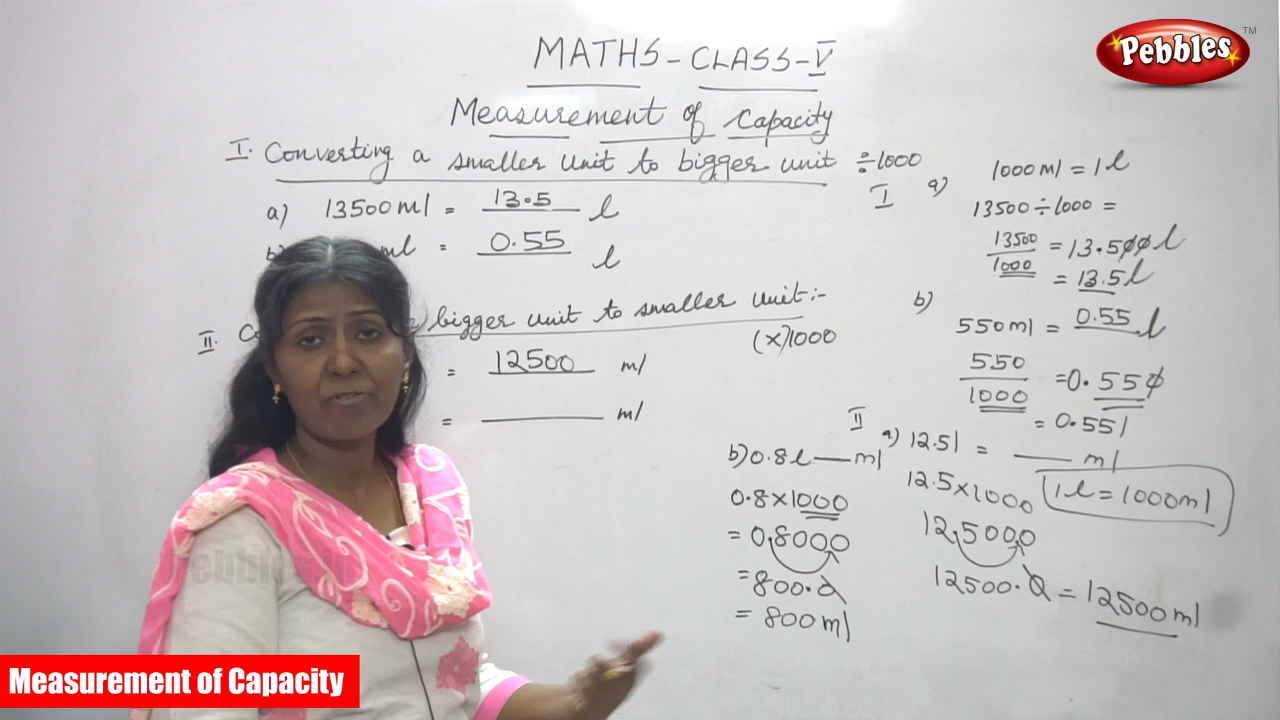 Pebbles TM
MATHS - CLASS - V
Measurement of Capacity
I. Converting a smaller unit to bigger unit ÷1000
a) 13500 ml = 13.5 l
b) ml = 0.55 l
II. bigger unit to smaller unit:-
(x)1000
= 12500 ml
= ______ ml
I a) 1000 ml = 1 l
13500 ÷ 1000 =
13500/1000 = 13.500 l
= 13.5 l
b)
550 ml = 0.55 l
550/1000 = 0.550
= 0.55 l
II a) 12.5 l = ____ ml
12.5 x 1000
1 l = 1000 ml
12.5000
12500.0 = 12500 ml
b) 0.8 l ___ ml
0.8 x 1000
= 0.8000
= 800.0
= 800 ml
Measurement of Capacity